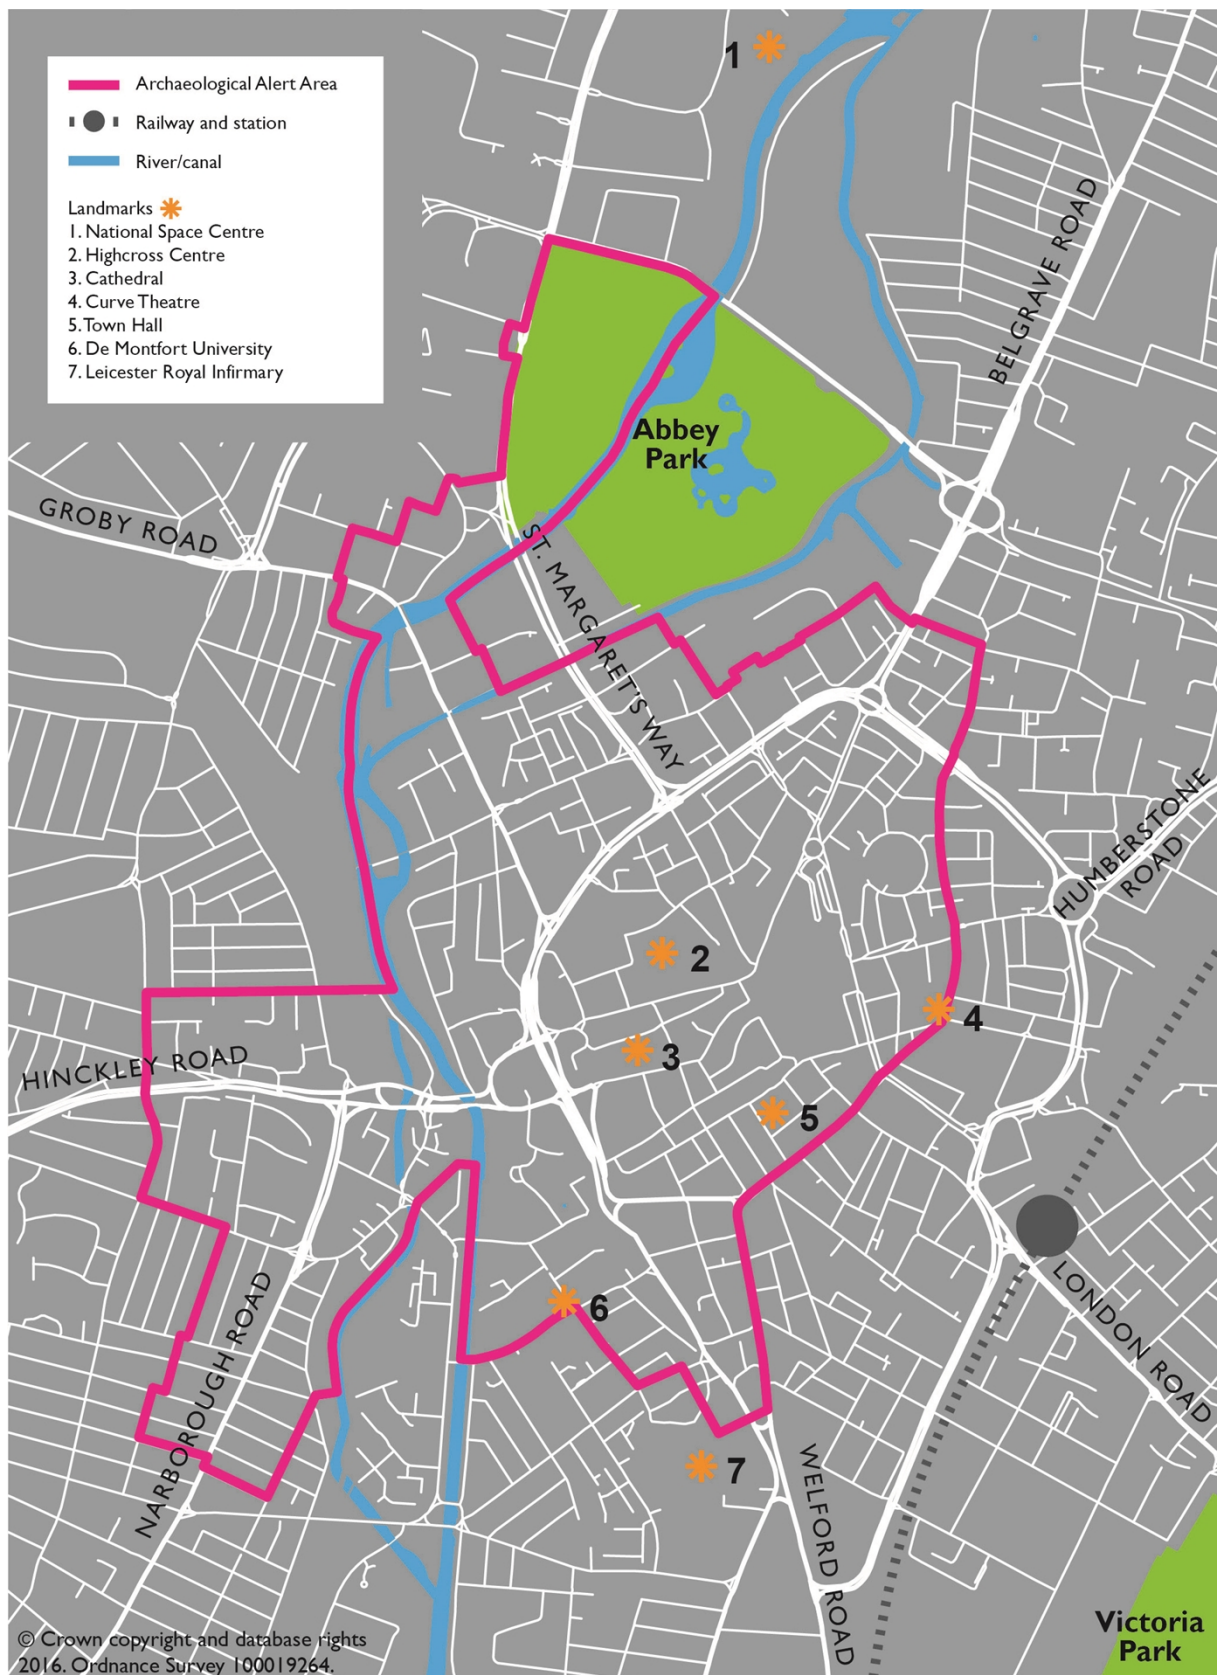 Archaeological Alert Area
Railway and station
River/canal
Landmarks
1. National Space Centre
2. Highcross Centre
3. Cathedral
4. Curve Theatre
5. Town Hall
6. De Montfort University
7. Leicester Royal Infirmary
1
BELGRAVE ROAD
Abbey
Park
GROBY ROAD
ST. MARGARET'S WAY
HUMBERSTONE
ROAD
2
4
3
HINCKLEY ROAD
5
6
LONDON ROAD
NARBOROUGH ROAD
7
WELFORD ROAD
Victoria
Park
© Crown copyright and database rights
2016. Ordnance Survey 100019264.